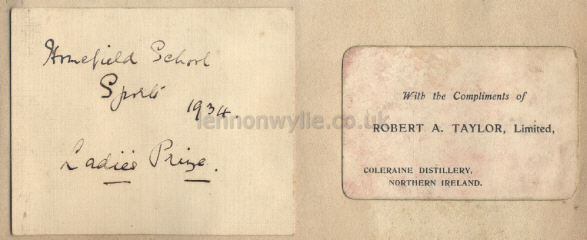 Homefield School
Sports
1934.
Ladies Prize.
lennonwylie.co.uk
With the Compliments of
ROBERT A. TAYLOR, Limited,
COLERAINE DISTILLERY,
NORTHERN IRELAND.